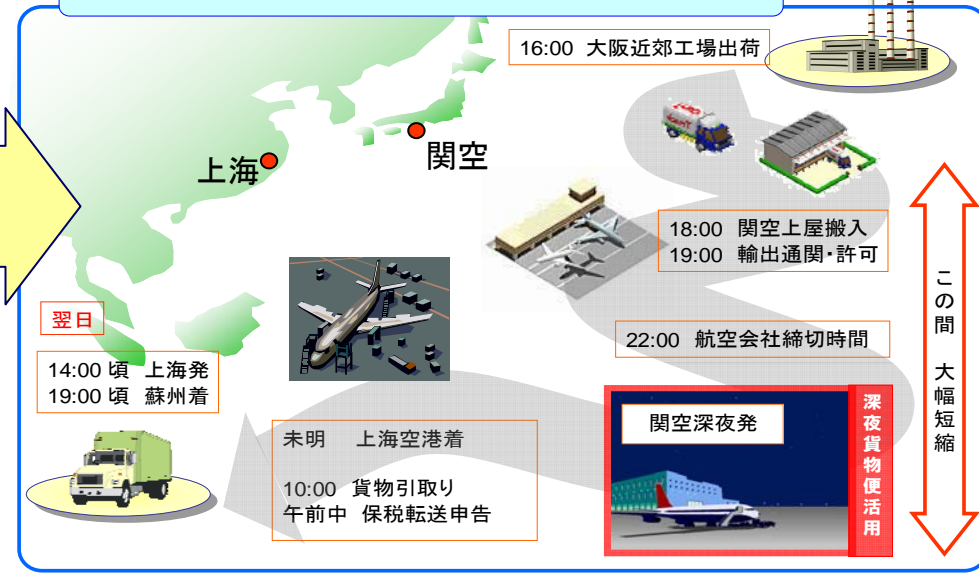 16:00 大阪近郊工場出荷
上海
関空
18:00 関空上屋搬入
19:00 輸出通関・許可
22:00 航空会社締切時間
この間 大幅短縮
関空深夜発
深夜貨物便活用
未明 上海空港着
10:00 貨物引取り
午前中 保税転送申告
翌日
14:00 頃 上海発
19:00 頃 蘇州着